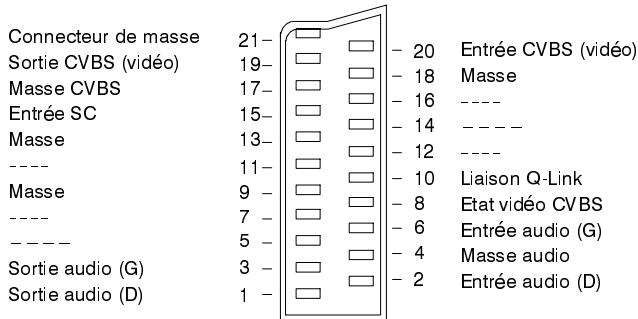 Connecteur de masse 21–
Sortie CVBS (vidéo) 19–
Masse CVBS 17–
Entrée SC 15–
Masse 13–
---- 11–
Masse 9 –
---- 7 –
– – – – 5 –
Sortie audio (G) 3 –
Sortie audio (D) 1 –
– 20 Entrée CVBS (vidéo)
– 18 Masse
– 16 ----
– 14 – – – –
– 12 ----
– 10 Liaison Q-Link
– 8 Etat vidéo CVBS
– 6 Entrée audio (G)
– 4 Masse audio
– 2 Entrée audio (D)